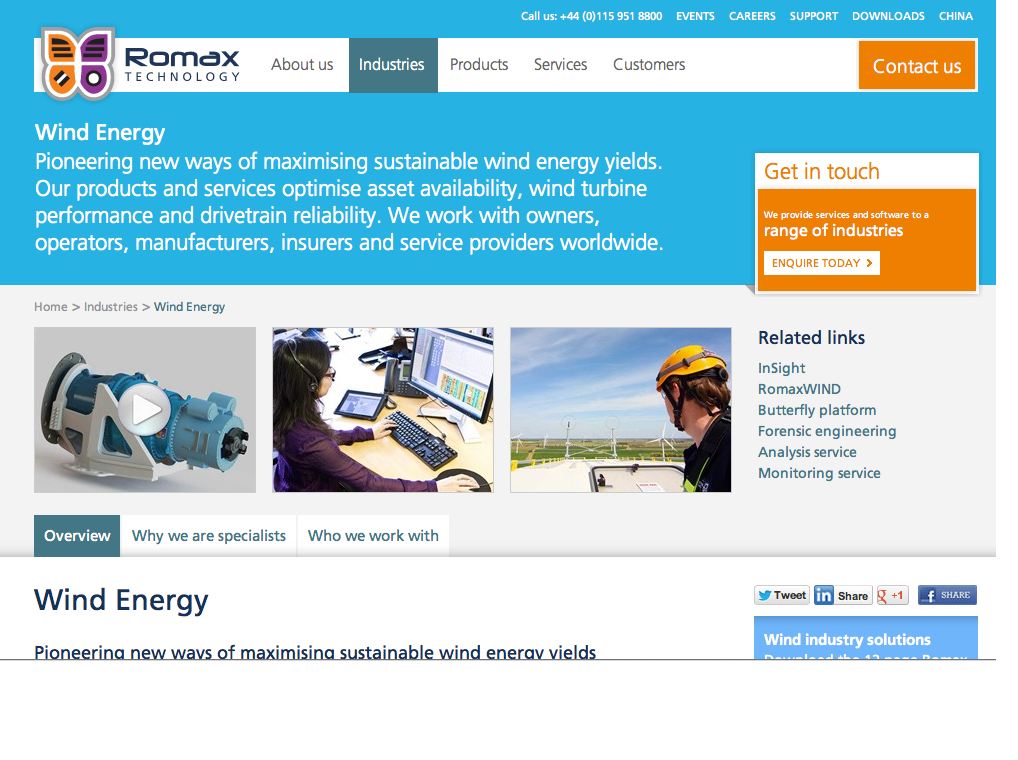 Call us: +44 (0)115 951 8800 EVENTS CAREERS SUPPORT DOWNLOADS CHINA
Romax
TECHNOLOGY
About us Industries Products Services Customers
Contact us
Wind Energy
Pioneering new ways of maximising sustainable wind energy yields.
Our products and services optimise asset availability, wind turbine
performance and drivetrain reliability. We work with owners,
operators, manufacturers, insurers and service providers worldwide.
Get in touch
We provide services and software to a
range of industries
ENQUIRE TODAY >
Home > Industries > Wind Energy
Related links
InSight
RomaxWIND
Butterfly platform
Forensic engineering
Analysis service
Monitoring service
Overview Why we are specialists Who we work with
Wind Energy
Tweet in Share g +1 f SHARE
Pioneering new ways of maximising sustainable wind energy yields
Wind industry solutions
Download the 12 page Romax